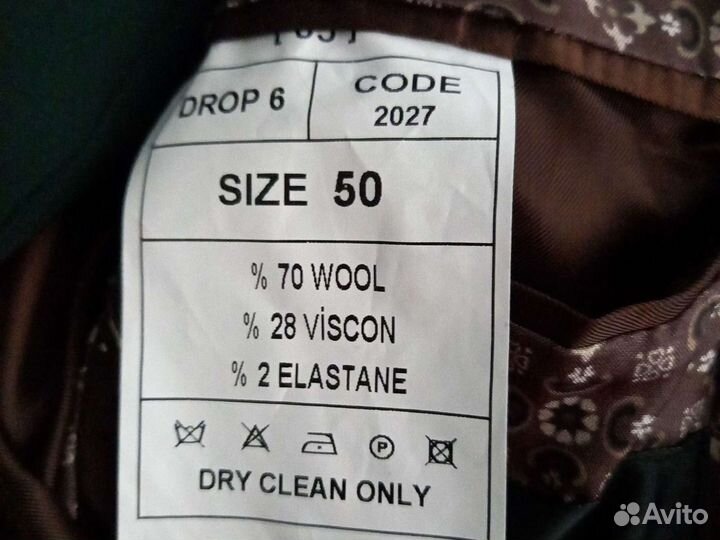 DROP 6
CODE
2027
SIZE 50
% 70 WOOL
% 28 VİSCON
% 2 ELASTANE
P
DRY CLEAN ONLY
Avito